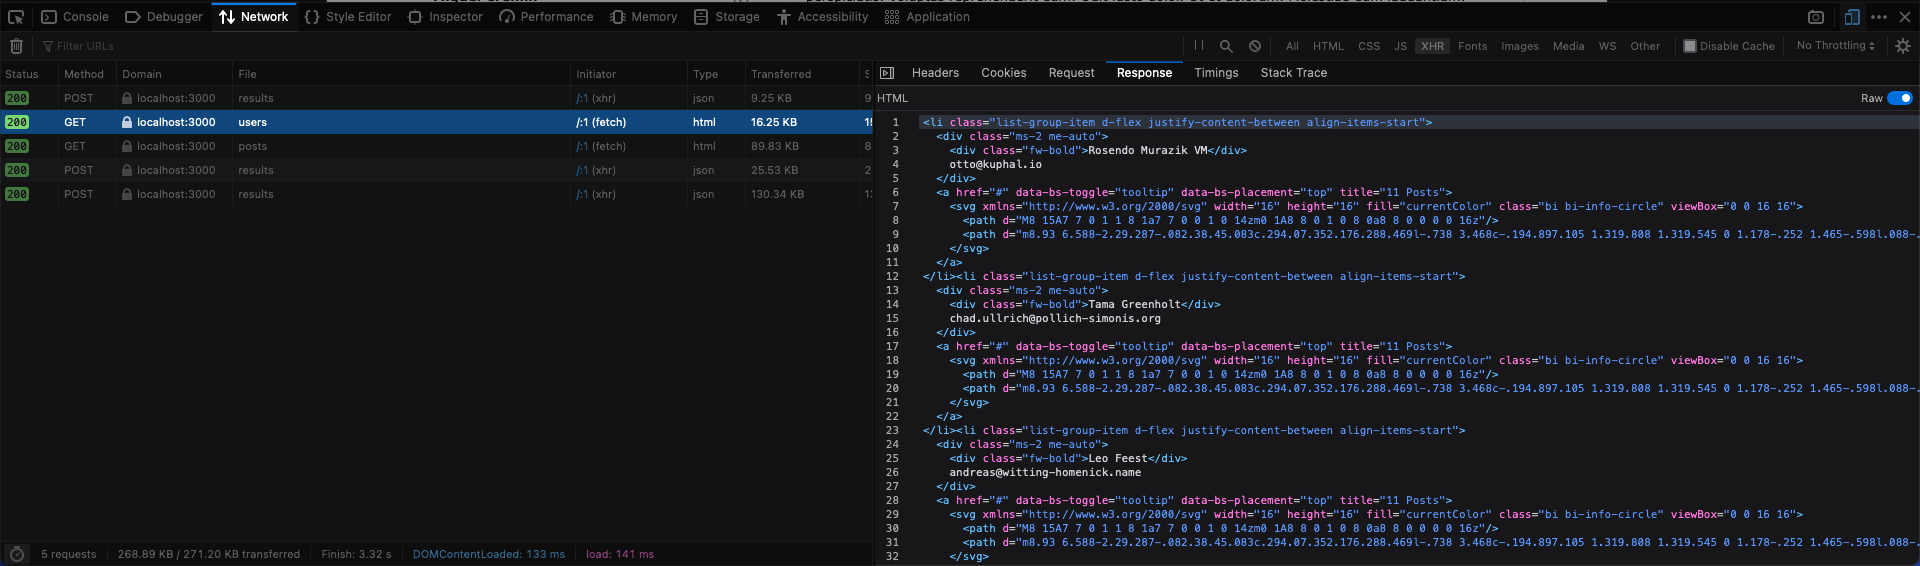 Console Debugger Network Style Editor Inspector Performance Memory Storage Accessibility Application
Filter URLs
All HTML CSS JS XHR Fonts Images Media WS Other Disable Cache No Throttling
Status Method Domain File Initiator Type Transferred S
200 POST localhost:3000 results /:1 (xhr) json 9.25 KB 9
200 GET localhost:3000 users /:1 (fetch) html 16.25 KB 1
200 GET localhost:3000 posts /:1 (fetch) html 89.83 KB 8
200 POST localhost:3000 results /:1 (xhr) json 25.53 KB 2
200 POST localhost:3000 results /:1 (xhr) json 130.34 KB 1
5 requests 268.89 KB / 271.20 KB transferred Finish: 3.32 s DOMContentLoaded: 133 ms load: 141 ms
Headers Cookies Request Response Timings Stack Trace
HTML Raw
1 <li class="list-group-item d-flex justify-content-between align-items-start">
2 <div class="ms-2 me-auto">
3 <div class="fw-bold">Rosendo Murazik VM</div>
4 otto@kuphal.io
5 </div>
6 <a href="#" data-bs-toggle="tooltip" data-bs-placement="top" title="11 Posts">
7 <svg xmlns="http://www.w3.org/2000/svg" width="16" height="16" fill="currentColor" class="bi bi-info-circle" viewBox="0 0 16 16">
8 <path d="M8 15A7 7 0 1 1 8 1a7 7 0 0 1 0 14zm0 1A8 8 0 1 0 8 0a8 8 0 0 0 0 16z"/>
9 <path d="m8.93 6.588-2.29.287-.082.38.45.083c.294.07.352.176.288.469l-.738 3.468c-.194.897.105 1.319.808 1.319.545 0 1.178-.252 1.465-.598l.088-.
10 </svg>
11 </a>
12 </li><li class="list-group-item d-flex justify-content-between align-items-start">
13 <div class="ms-2 me-auto">
14 <div class="fw-bold">Tama Greenholt</div>
15 chad.ullrich@pollich-simonis.org
16 </div>
17 <a href="#" data-bs-toggle="tooltip" data-bs-placement="top" title="11 Posts">
18 <svg xmlns="http://www.w3.org/2000/svg" width="16" height="16" fill="currentColor" class="bi bi-info-circle" viewBox="0 0 16 16">
19 <path d="M8 15A7 7 0 1 1 8 1a7 7 0 0 1 0 14zm0 1A8 8 0 1 0 8 0a8 8 0 0 0 0 16z"/>
20 <path d="m8.93 6.588-2.29.287-.082.38.45.083c.294.07.352.176.288.469l-.738 3.468c-.194.897.105 1.319.808 1.319.545 0 1.178-.252 1.465-.598l.088-.
21 </svg>
22 </a>
23 </li><li class="list-group-item d-flex justify-content-between align-items-start">
24 <div class="ms-2 me-auto">
25 <div class="fw-bold">Leo Feest</div>
26 andreas@witting-homenick.name
27 </div>
28 <a href="#" data-bs-toggle="tooltip" data-bs-placement="top" title="11 Posts">
29 <svg xmlns="http://www.w3.org/2000/svg" width="16" height="16" fill="currentColor" class="bi bi-info-circle" viewBox="0 0 16 16">
30 <path d="M8 15A7 7 0 1 1 8 1a7 7 0 0 1 0 14zm0 1A8 8 0 1 0 8 0a8 8 0 0 0 0 16z"/>
31 <path d="m8.93 6.588-2.29.287-.082.38.45.083c.294.07.352.176.288.469l-.738 3.468c-.194.897.105 1.319.808 1.319.545 0 1.178-.252 1.465-.598l.088-.
32 </svg>